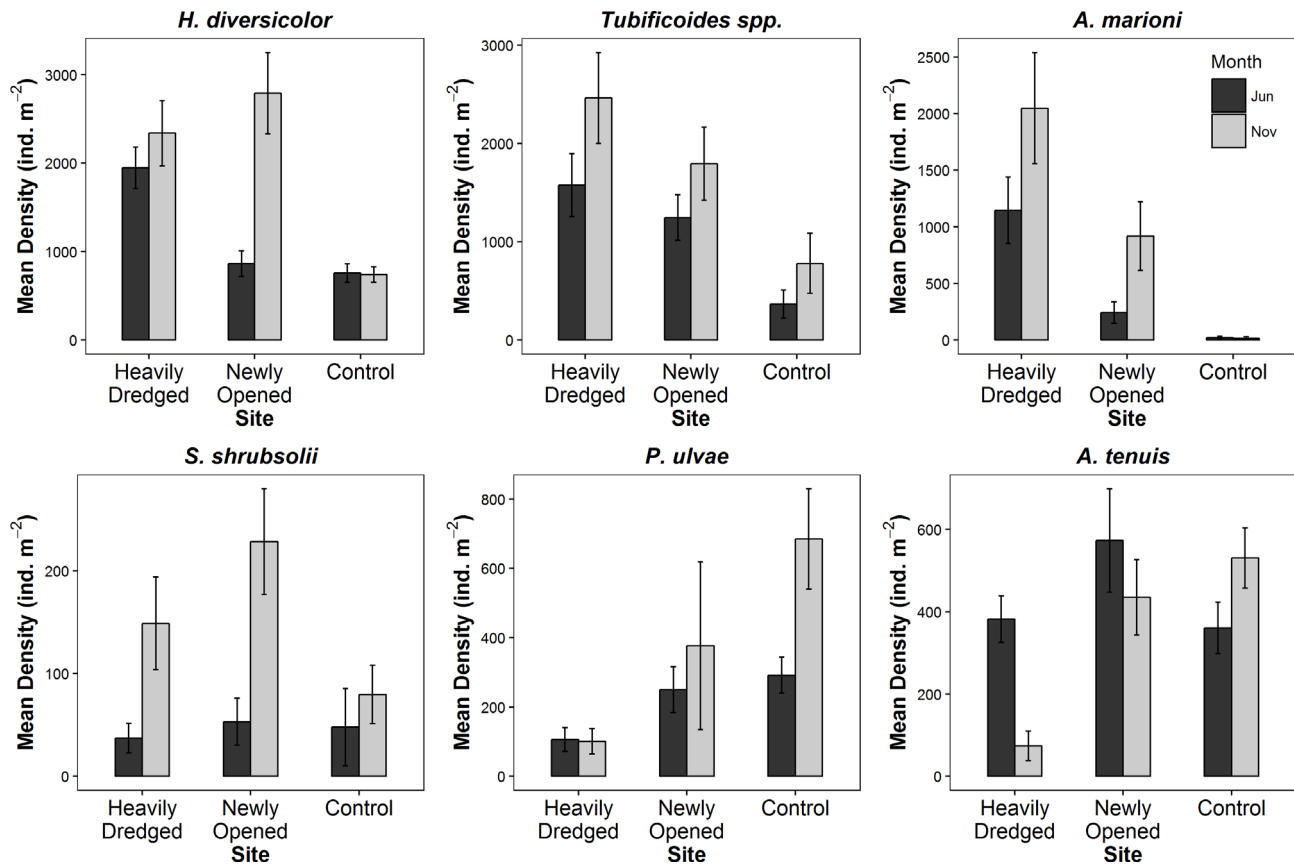 H. diversicolor
Mean Density (ind. m⁻²)
3000
2000
1000
0
Heavily Dredged
Newly Opened
Control
Site
Tubificoides spp.
Mean Density (ind. m⁻²)
3000
2000
1000
0
Heavily Dredged
Newly Opened
Control
Site
A. marioni
Mean Density (ind. m⁻²)
2500
2000
1500
1000
500
0
Month
Jun
Nov
Heavily Dredged
Newly Opened
Control
Site
S. shrubsolii
Mean Density (ind. m⁻²)
200
100
0
Heavily Dredged
Newly Opened
Control
Site
P. ulvae
Mean Density (ind. m⁻²)
800
600
400
200
0
Heavily Dredged
Newly Opened
Control
Site
A. tenuis
Mean Density (ind. m⁻²)
600
400
200
0
Heavily Dredged
Newly Opened
Control
Site